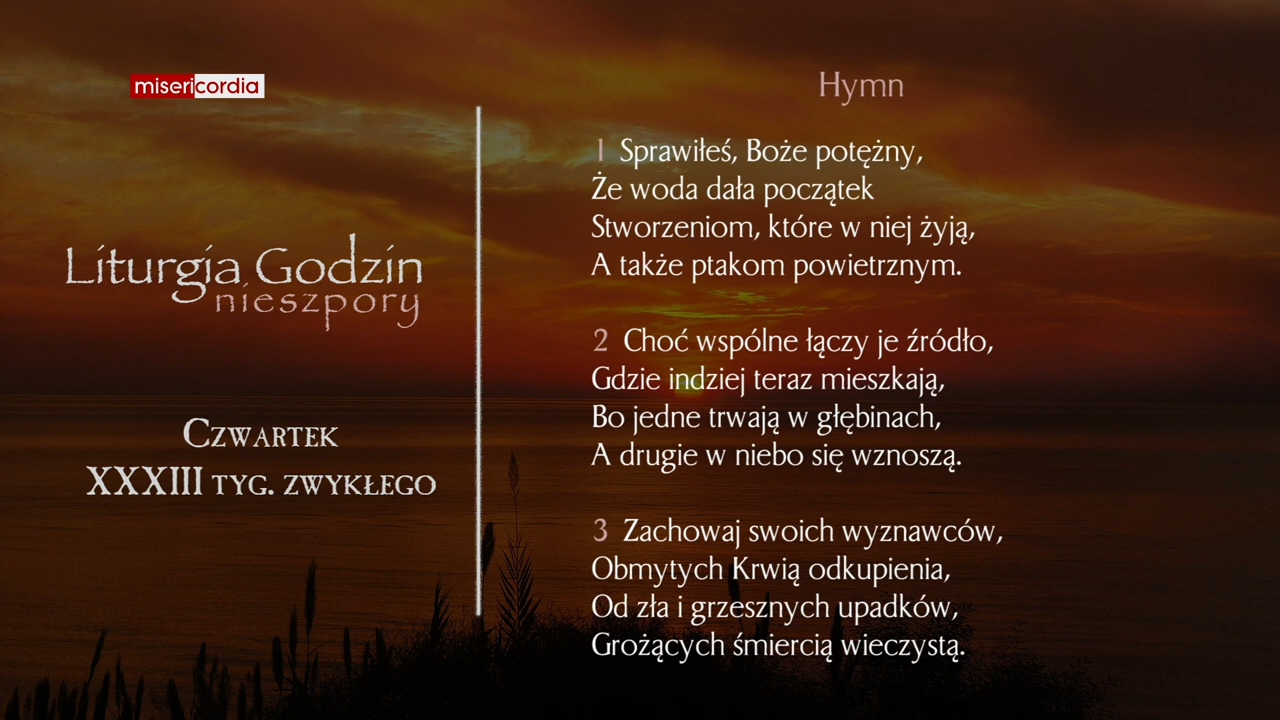 misericordia
Liturgia Godzin
nieszpory
Czwartek
XXXIII tyg. zwykłego
Hymn
1 Sprawiłeś, Boże potężny,
Że woda dała początek
Stworzeniom, które w niej żyją,
A także ptakom powietrznym.
2 Choć wspólne łączy je źródło,
Gdzie indziej teraz mieszkają,
Bo jedne trwają w głębinach,
A drugie w niebo się wznoszą.
3 Zachowaj swoich wyznawców,
Obmytych Krwią odkupienia,
Od zła i grzesznych upadków,
Grożących śmiercią wieczystą.